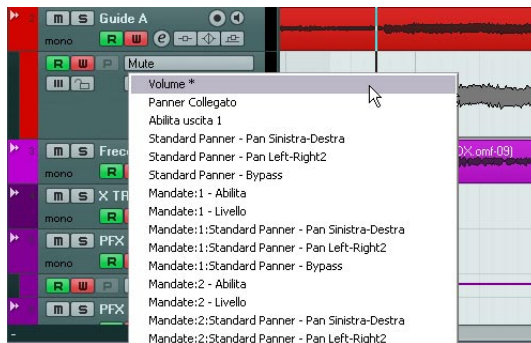 m S Guide A
mono R W e
R W P Mute
Volume *
Panner Collegato
Abilita uscita 1
Standard Panner - Pan Sinistra-Destra
Standard Panner - Pan Left-Right2
Standard Panner - Bypass
Mandate:1 - Abilita
Mandate:1 - Livello
Mandate:1:Standard Panner - Pan Sinistra-Destra
Mandate:1:Standard Panner - Pan Left-Right2
Mandate:1:Standard Panner - Bypass
Mandate:2 - Abilita
Mandate:2 - Livello
Mandate:2:Standard Panner - Pan Sinistra-Destra
Mandate:2:Standard Panner - Pan Left-Right2
m S Frec
OX.omf-09)
mono R
m S X TR
mono R
m S PFX
mono R
R W P
m S PFX